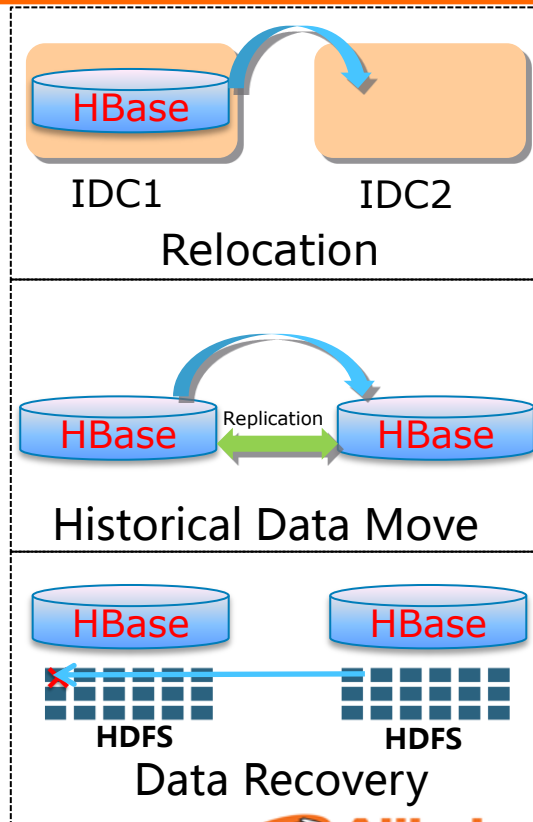 HBase
IDC1 IDC2
Relocation
Replication
HBase HBase
Historical Data Move
HBase HBase
HDFS HDFS
Data Recovery